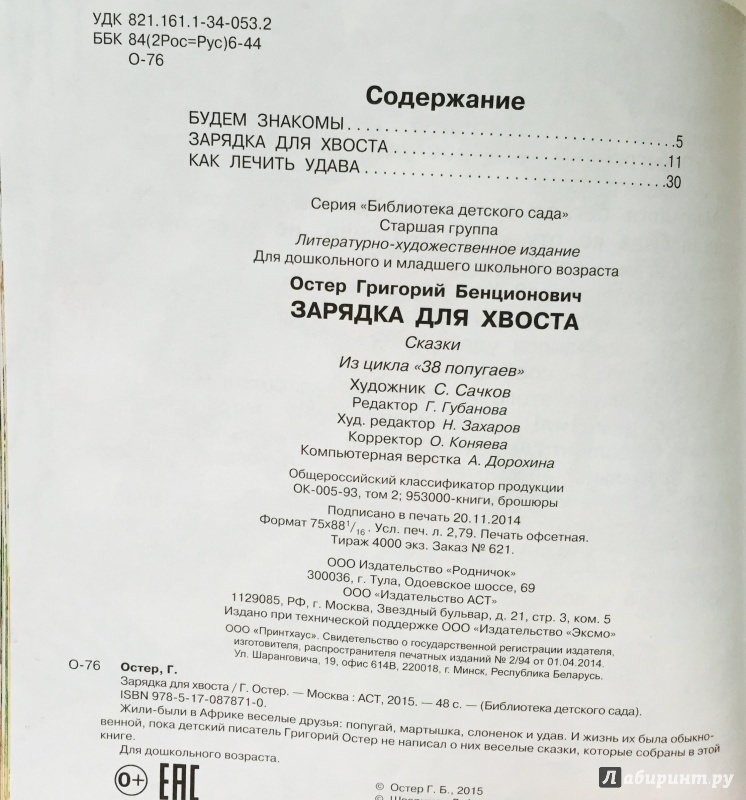 УДК 821.161.1-34-053.2
ББК 84(2Рос=Рус)6-44
О-76
Содержание
БУДЕМ ЗНАКОМЫ.......................................5
ЗАРЯДКА ДЛЯ ХВОСТА................................11
КАК ЛЕЧИТЬ УДАВА...................................30
Серия «Библиотека детского сада»
Старшая группа
Литературно-художественное издание
Для дошкольного и младшего школьного возраста
Остер Григорий Бенционович
ЗАРЯДКА ДЛЯ ХВОСТА
Сказки
Из цикла «38 попугаев»
Художник С. Сачков
Редактор Г. Губанова
Худ. редактор Н. Захаров
Корректор О. Коняева
Компьютерная верстка А. Дорохина
Общероссийский классификатор продукции
ОК-005-93, том 2; 953000-книги, брошюры
Подписано в печать 20.11.2014
Формат 75х88 1/16. Усл. печ. л. 2,79. Печать офсетная.
Тираж 4000 экз. Заказ № 621.
ООО Издательство «Родничок»
300036, г. Тула, Одоевское шоссе, 69
ООО «Издательство АСТ»
1129085, РФ, г. Москва, Звездный бульвар, д. 21, стр. 3, ком. 5
Издано при технической поддержке ООО «Издательство «Эксмо»
ООО «Принтхаус». Свидетельство о государственной регистрации издателя,
изготовителя, распространителя печатных изданий № 2/94 от 01.04.2014.
Ул. Шаранговича, 19, офис 614В, 220018, г. Минск, Республика Беларусь.
О-76 Остер, Г.
Зарядка для хвоста / Г. Остер. — Москва : АСТ, 2015. — 48 с. — (Библиотека детского сада).
ISBN 978-5-17-087871-0.
Жили-были в Африке веселые друзья: попугай, мартышка, слоненок и удав. И жизнь их была обыкно-
венной, пока детский писатель Григорий Остер не написал о них веселые сказки, которые собраны в этой
книге.
Для дошкольного возраста.
0+ EAC
© Остер Г. Б., 2015
Лабиринт.ру